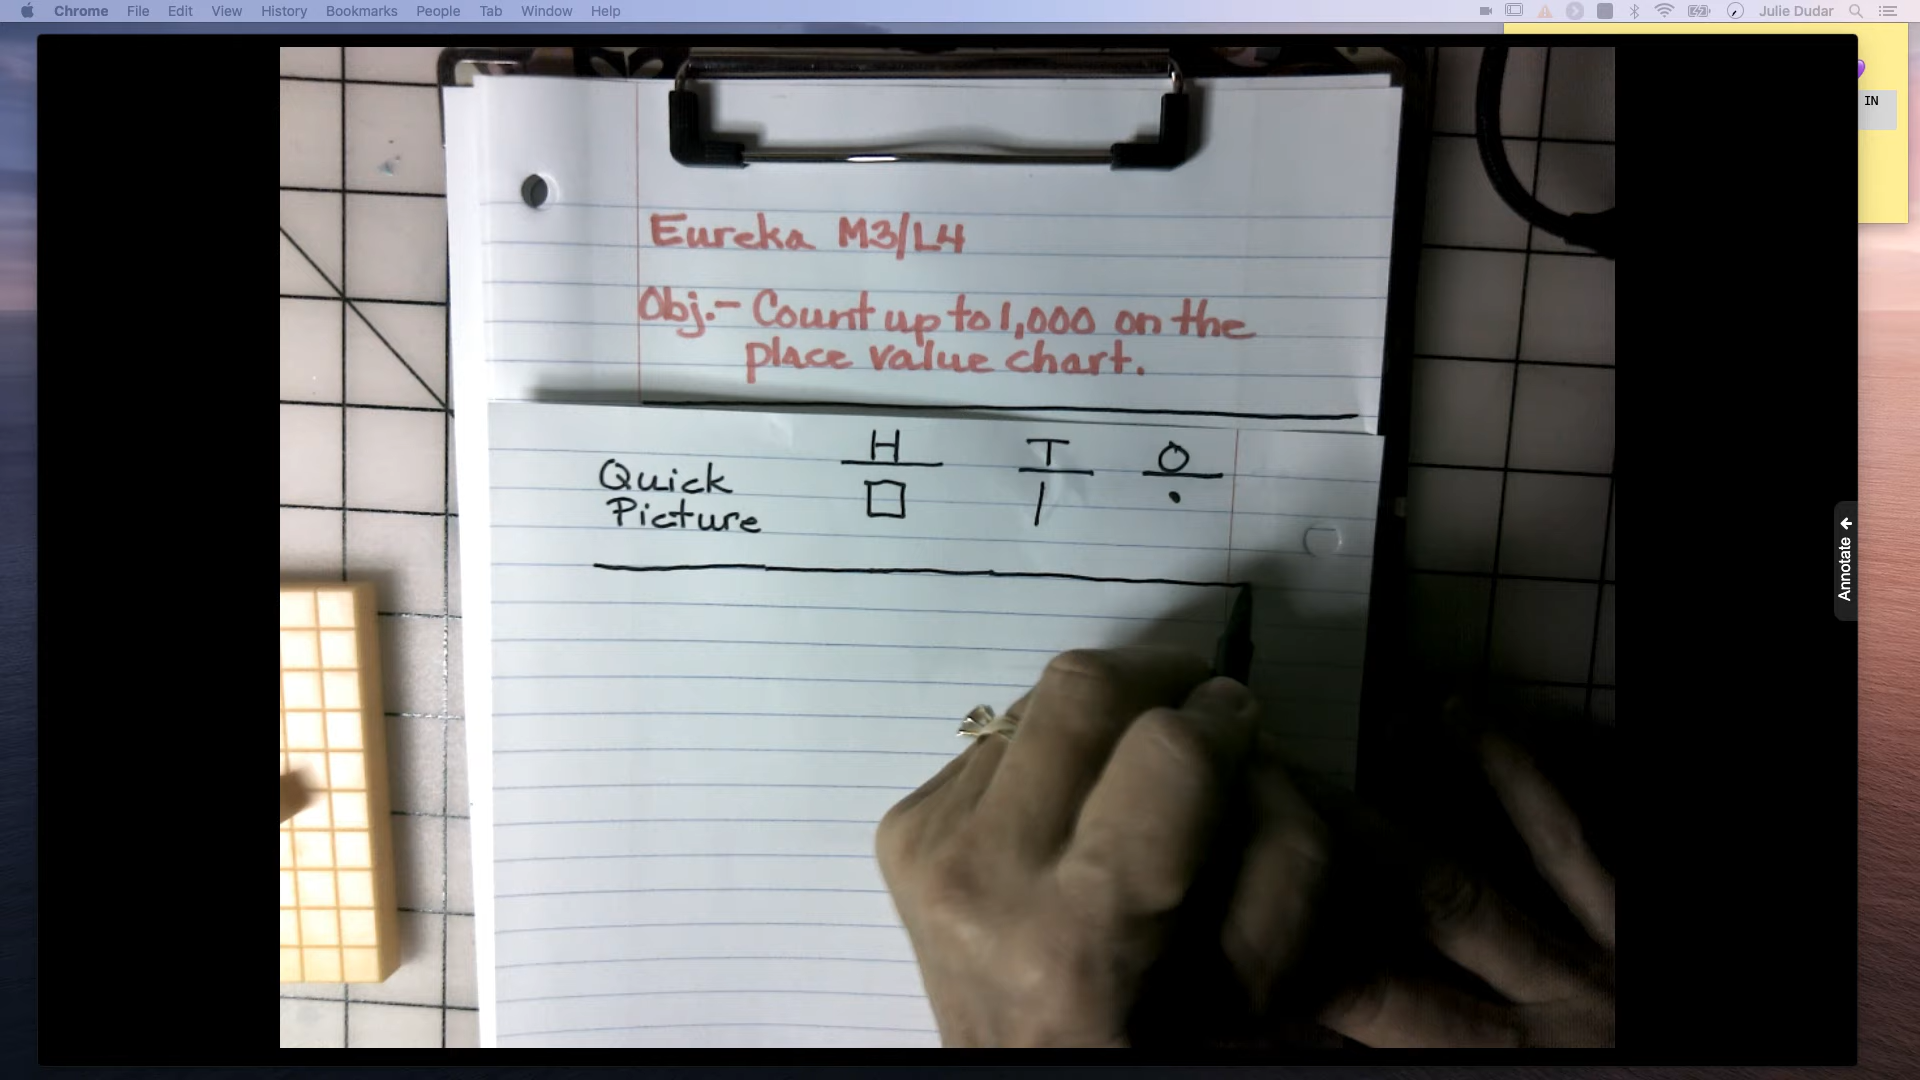 Chrome File Edit View History Bookmarks People Tab Window Help Julie Dudar
IN
Eureka M3/L4
Obj.- Count up to 1,000 on the
place value chart.
H T O
Quick
Picture
Annotate